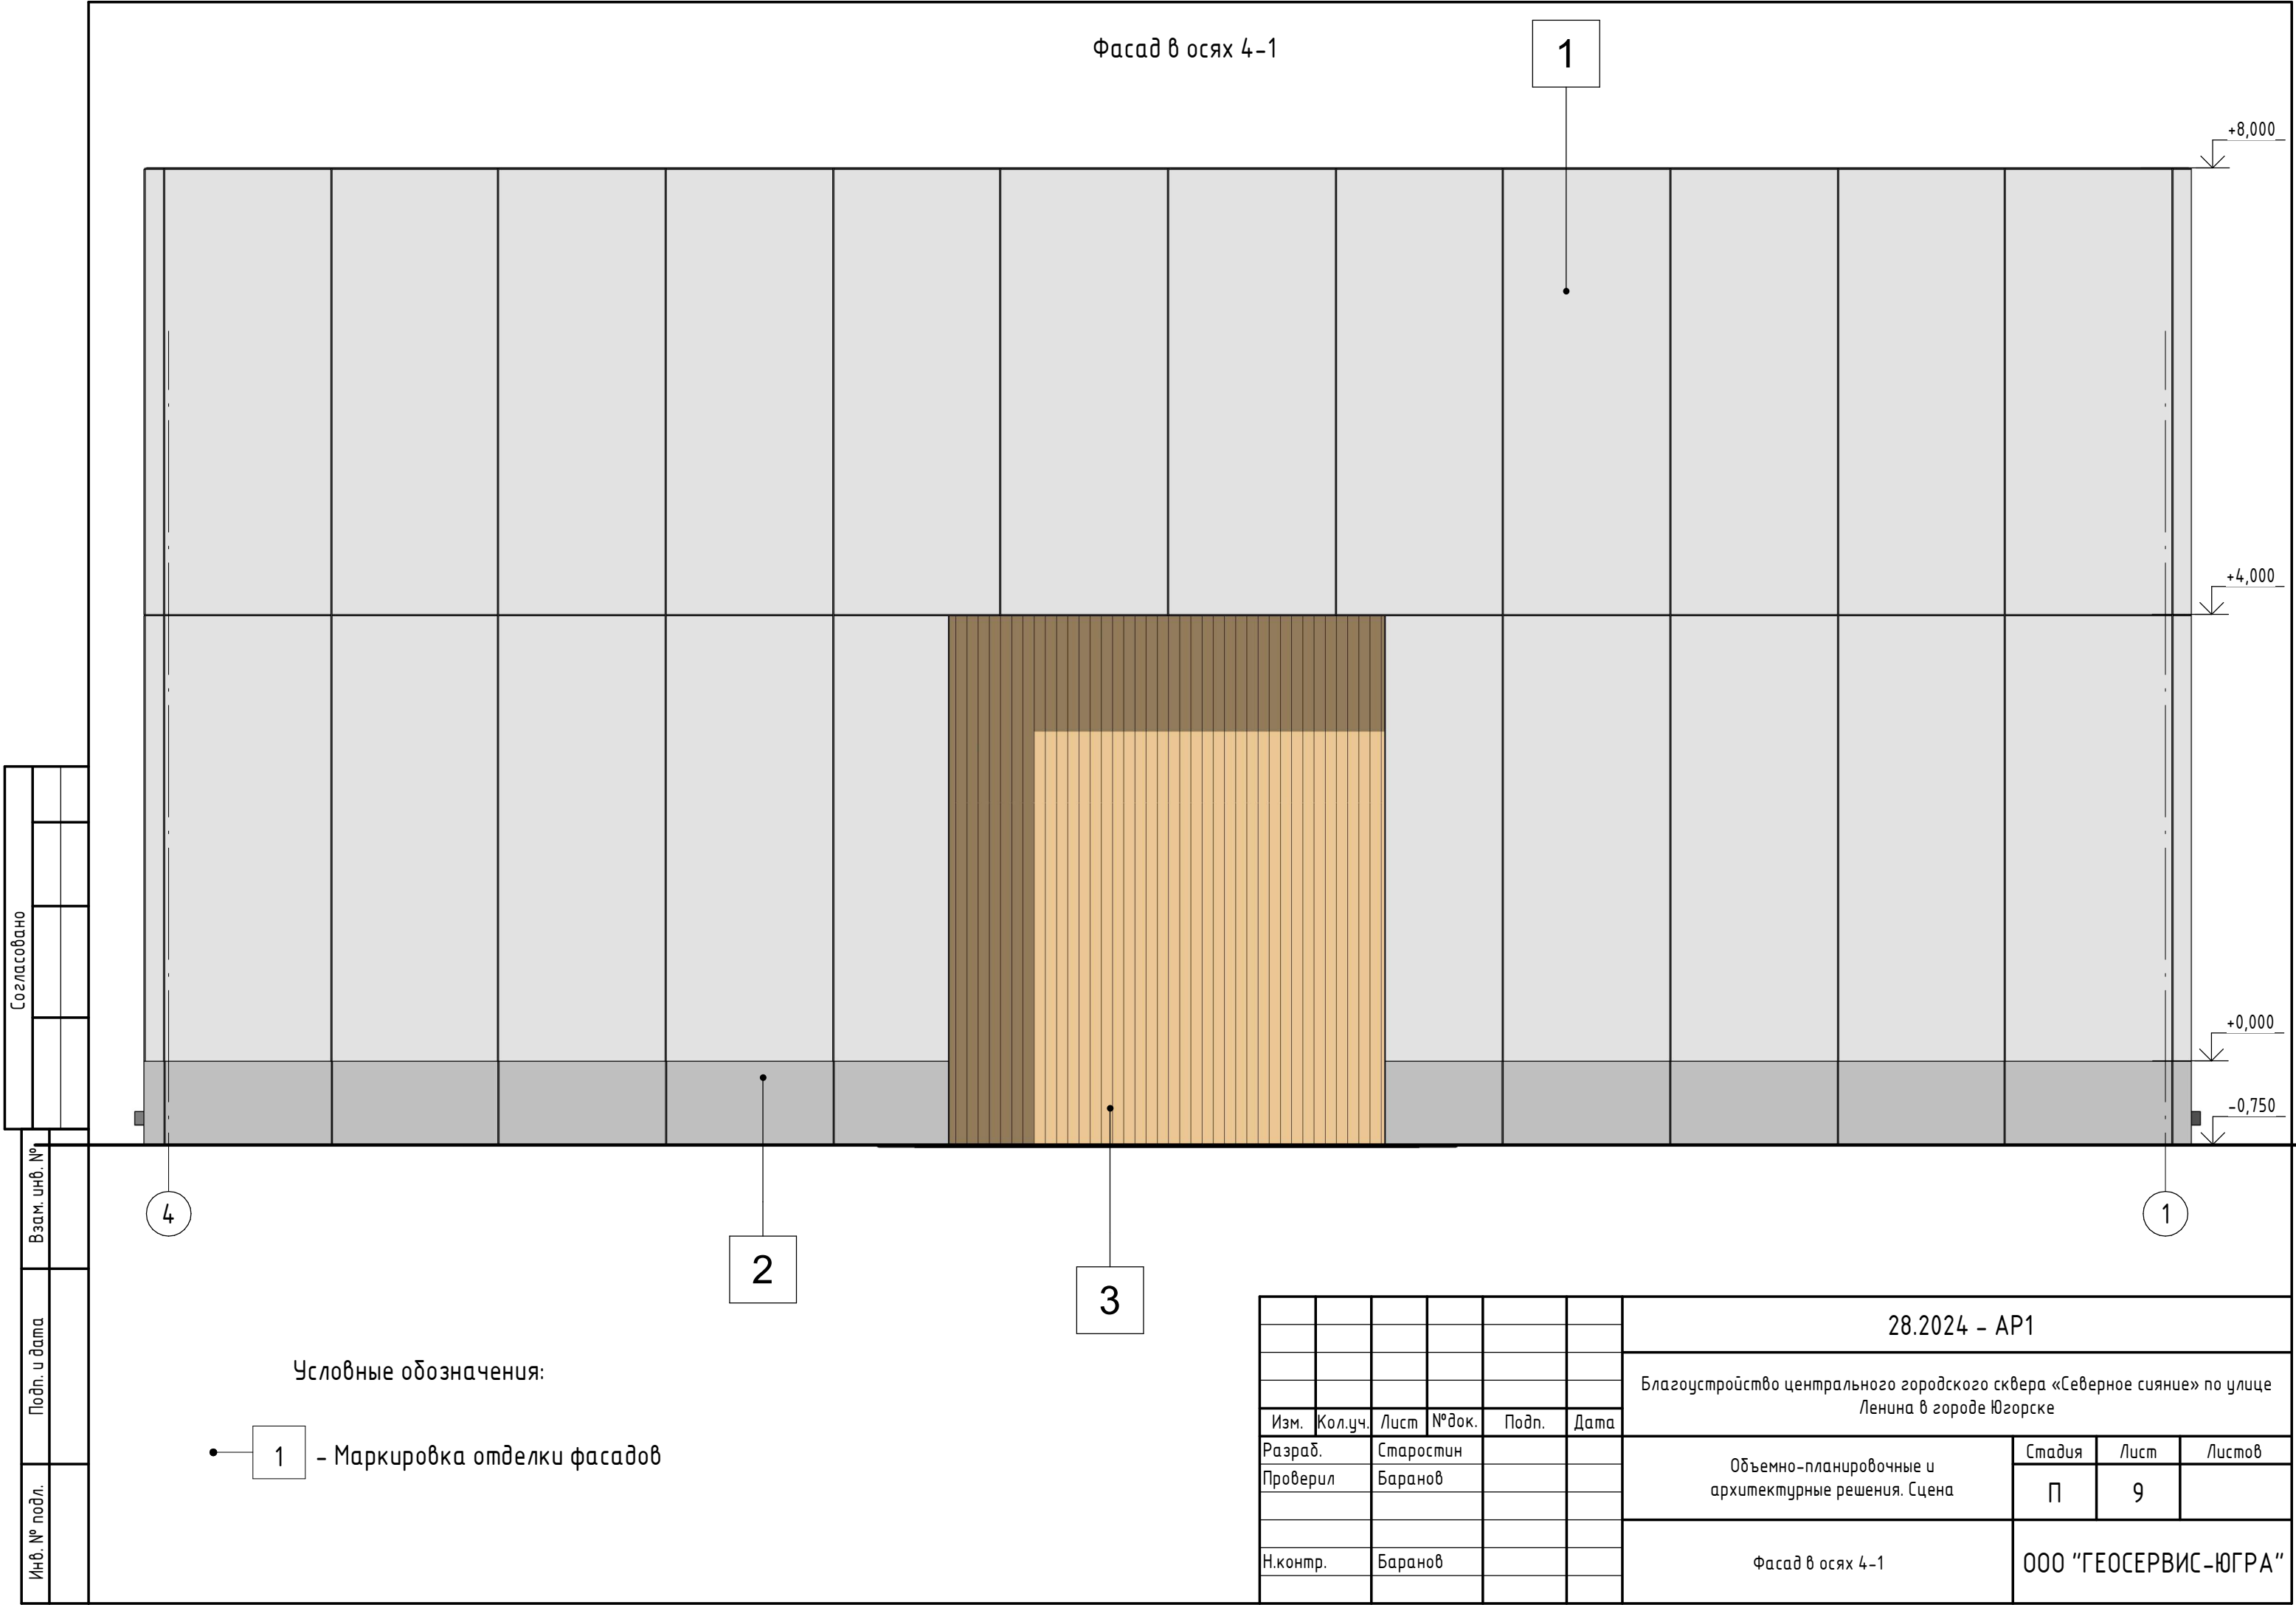 Фасад в осях 4-1
1
+8,000
+4,000
+0,000
-0,750
4
1
2
3
Условные обозначения:
1 - Маркировка отделки фасадов
Согласовано
Взам. инв. №
Подп. и дата
Инв. № подл.
28.2024 - АР1
Благоустройство центрального городского сквера «Северное сияние» по улице
Ленина в городе Югорске
Изм. Кол.уч. Лист №док. Подп. Дата
Разраб. Старостин
Проверил Баранов
Н.контр. Баранов
Объемно-планировочные и
архитектурные решения. Сцена
Стадия Лист Листов
П 9
Фасад в осях 4-1
ООО "ГЕОСЕРВИС-ЮГРА"